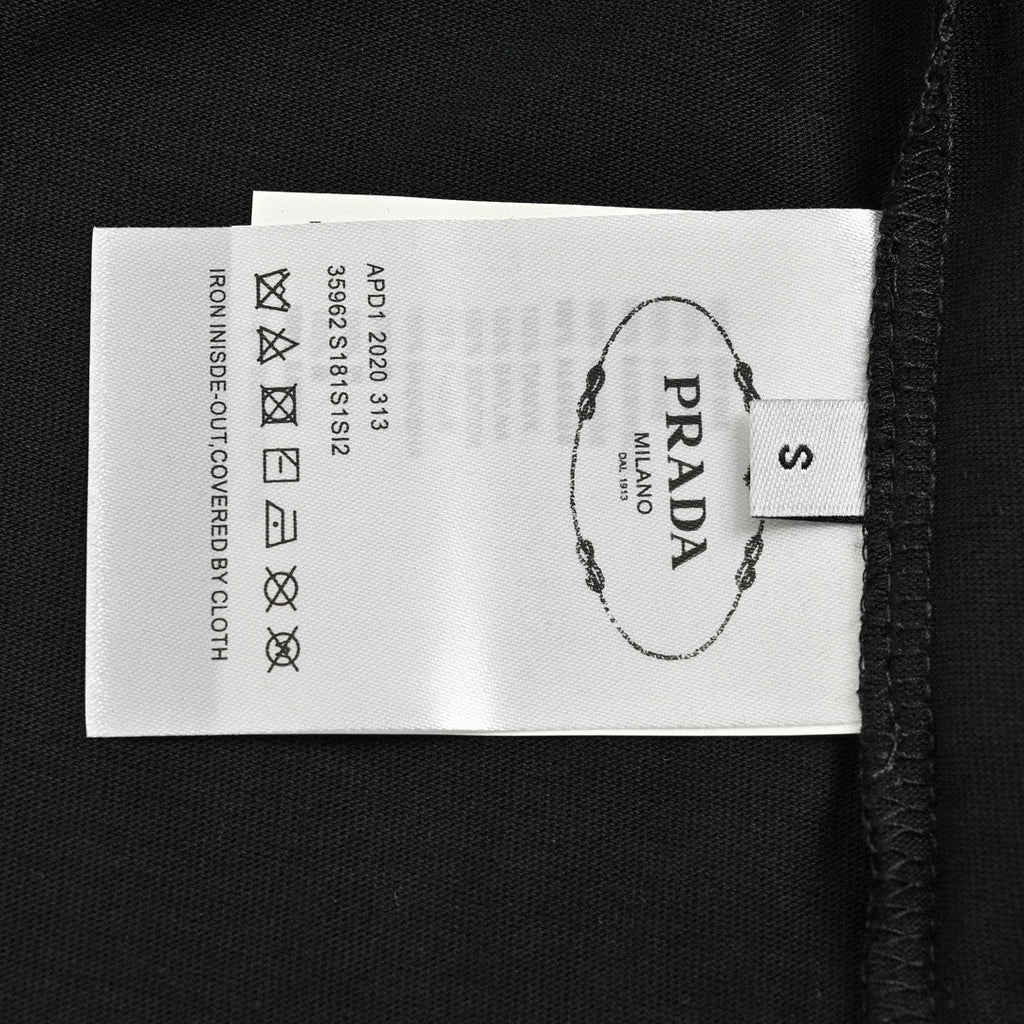 S
PRADA
MILANO
DAL 1913
APD1 2020 313
35962 S181S1SI2
IRON INISDE-OUT,COVERED BY CLOTH